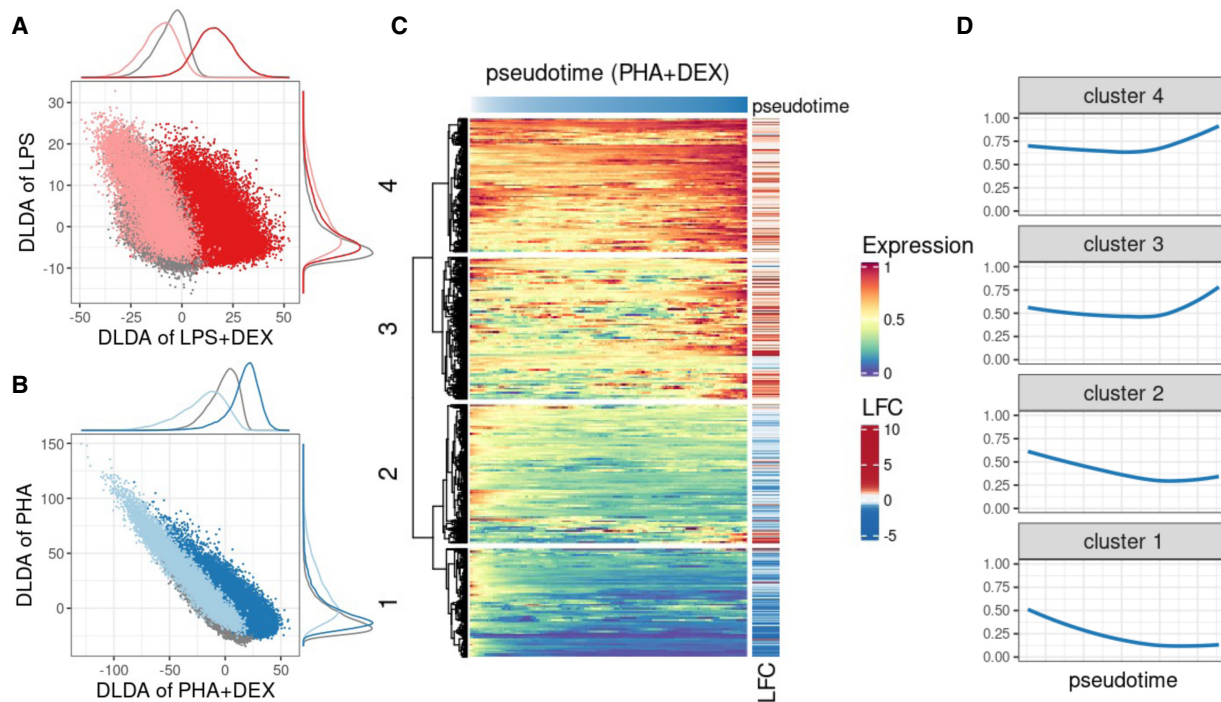 A
DLDA of LPS
30
20
10
0
-10
-50
-25
0
25
50
DLDA of LPS+DEX
B
DLDA of PHA
150
100
50
0
-100
-50
0
50
DLDA of PHA+DEX
C
pseudotime (PHA+DEX)
pseudotime
4
3
2
1
LFC
Expression
1
0.5
0
LFC
10
5
0
-5
D
cluster 4
1.00
0.75
0.50
0.25
0.00
cluster 3
1.00
0.75
0.50
0.25
0.00
cluster 2
1.00
0.75
0.50
0.25
0.00
cluster 1
1.00
0.75
0.50
0.25
0.00
pseudotime